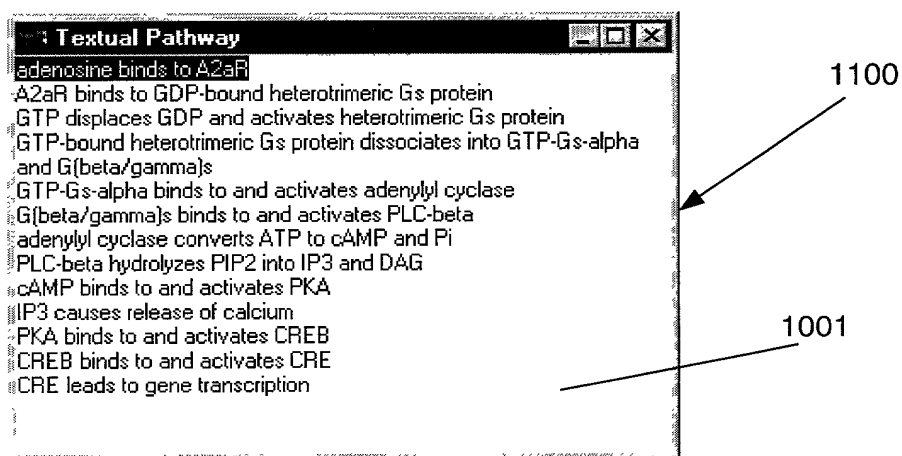 Textual Pathway
adenosine binds to A2aR
A2aR binds to GDP-bound heterotrimeric Gs protein
GTP displaces GDP and activates heterotrimeric Gs protein
GTP-bound heterotrimeric Gs protein dissociates into GTP-Gs-alpha
and G(beta/gamma)s
GTP-Gs-alpha binds to and activates adenylyl cyclase
G(beta/gamma)s binds to and activates PLC-beta
adenylyl cyclase converts ATP to cAMP and Pi
PLC-beta hydrolyzes PIP2 into IP3 and DAG
cAMP binds to and activates PKA
IP3 causes release of calcium
PKA binds to and activates CREB
CREB binds to and activates CRE
CRE leads to gene transcription
1100
1001